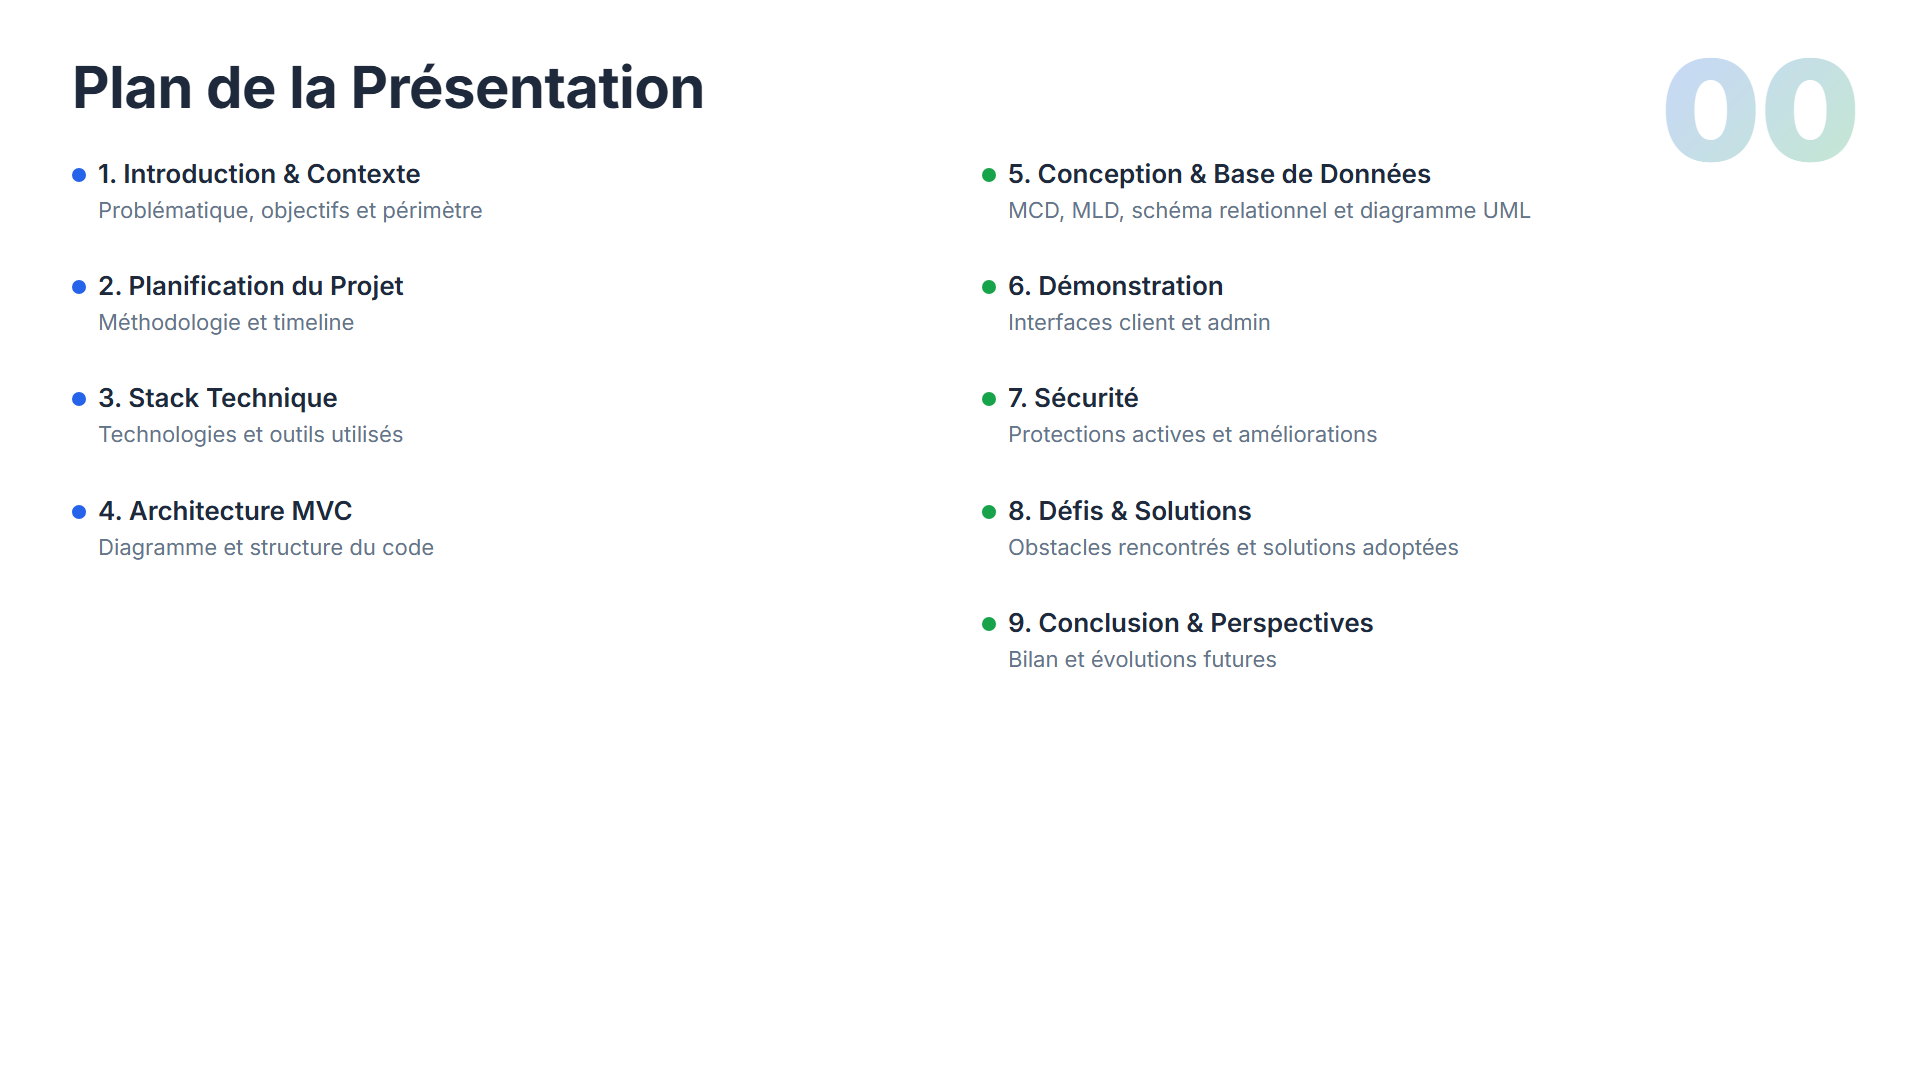 Plan de la Présentation
00
1. Introduction & Contexte
Problématique, objectifs et périmètre
2. Planification du Projet
Méthodologie et timeline
3. Stack Technique
Technologies et outils utilisés
4. Architecture MVC
Diagramme et structure du code
5. Conception & Base de Données
MCD, MLD, schéma relationnel et diagramme UML
6. Démonstration
Interfaces client et admin
7. Sécurité
Protections actives et améliorations
8. Défis & Solutions
Obstacles rencontrés et solutions adoptées
9. Conclusion & Perspectives
Bilan et évolutions futures